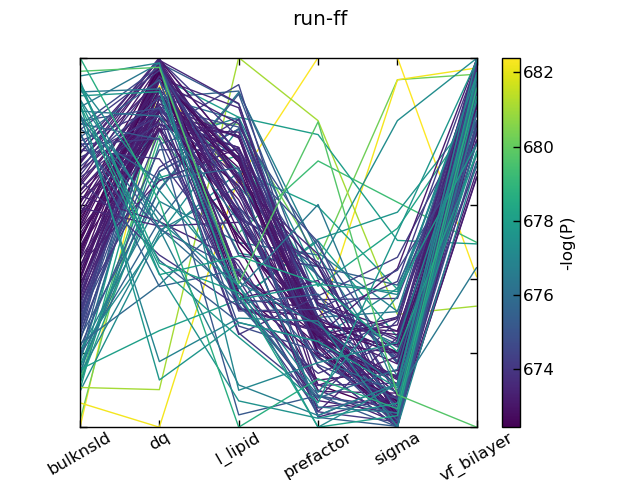 run-ff
682
680
678
676
674
-log(P)
bulknsld
dq
l_lipid
prefactor
sigma
vf_bilayer